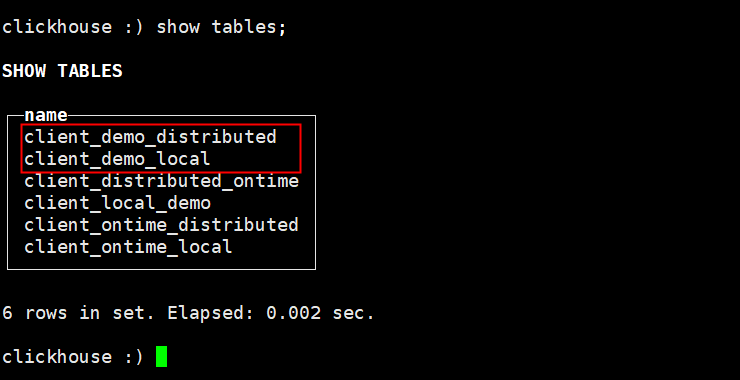 clickhouse :) show tables;
SHOW TABLES
name
client_demo_distributed
client_demo_local
client_distributed_ontime
client_local_demo
client_ontime_distributed
client_ontime_local
6 rows in set. Elapsed: 0.002 sec.
clickhouse :)